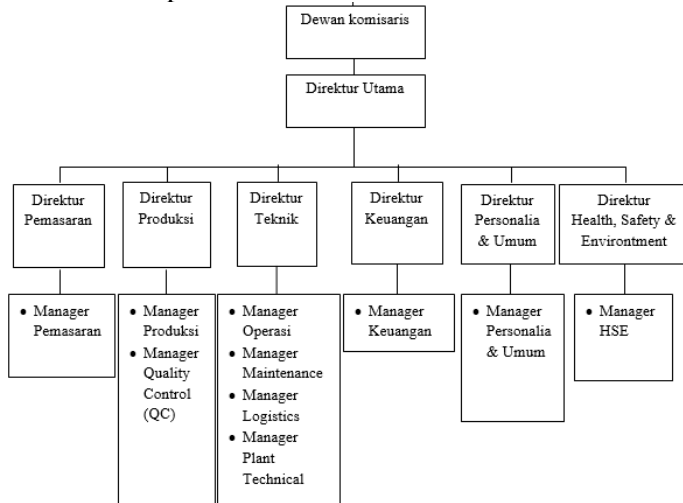 Dewan komisaris
Direktur Utama
Direktur
Pemasaran
Direktur
Produksi
Direktur
Teknik
Direktur
Keuangan
Direktur
Personalia
& Umum
Direktur
Health, Safety &
Environtment
• Manager
Pemasaran
• Manager
Produksi
• Manager
Quality
Control
(QC)
• Manager
Operasi
• Manager
Maintenance
• Manager
Logistics
• Manager
Plant
Technical
• Manager
Keuangan
• Manager
Personalia
& Umum
• Manager
HSE